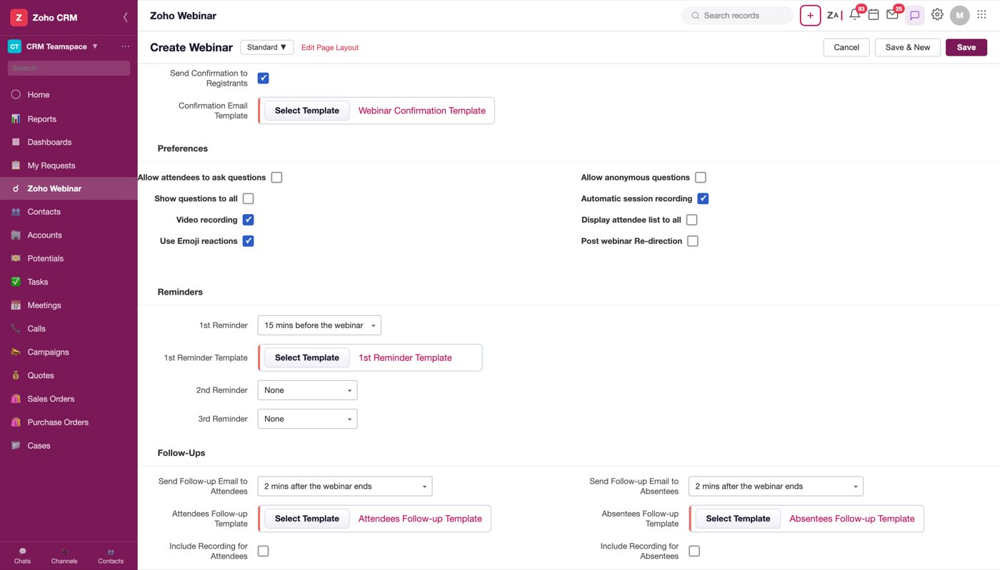 Z Zoho CRM
CT CRM Teamspace ▼ ...
Search
Home
Reports
Dashboards
My Requests
Zoho Webinar
Contacts
Accounts
Potentials
Tasks
17 Meetings
Calls
Campaigns
Quotes
Sales Orders
Purchase Orders
Cases
Chats Channels Contacts
Zoho Webinar
Search records
+
83
25
M
Create Webinar
Standard ▼
Edit Page Layout
Cancel
Save & New
Save
Send Confirmation to
Registrants
Confirmation Email
Template
Select Template Webinar Confirmation Template
Preferences
Allow attendees to ask questions
Allow anonymous questions
Show questions to all
Automatic session recording
Video recording
Display attendee list to all
Use Emoji reactions
Post webinar Re-direction
Reminders
1st Reminder 15 mins before the webinar
1st Reminder Template Select Template 1st Reminder Template
2nd Reminder None
3rd Reminder None
Follow-Ups
Send Follow-up Email to
Attendees
2 mins after the webinar ends
Send Follow-up Email to
Absentees
2 mins after the webinar ends
Attendees Follow-up
Template
Select Template Attendees Follow-up Template
Absentees Follow-up
Template
Select Template Absentees Follow-up Template
Include Recording for
Attendees
Include Recording for
Absentees